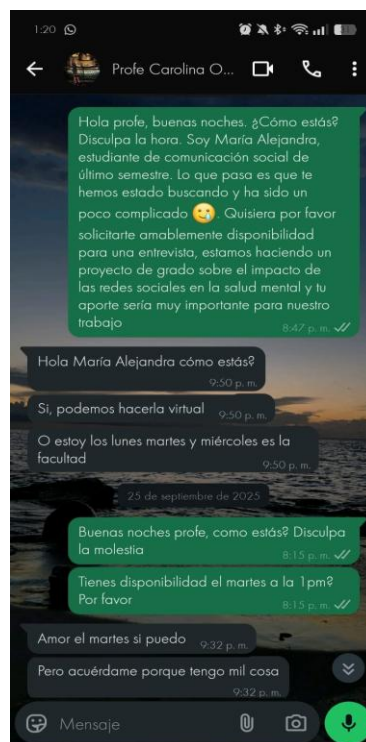 1:20
Profe Carolina O...
Hola profe, buenas noches. ¿Cómo estás?
Disculpa la hora. Soy María Alejandra,
estudiante de comunicación social de
último semestre. Lo que pasa es que te
hemos estado buscando y ha sido un
poco complicado 🥲. Quisiera por favor
solicitarte amablemente disponibilidad
para una entrevista, estamos haciendo un
proyecto de grado sobre el impacto de
las redes sociales en la salud mental y tu
aporte sería muy importante para nuestro
trabajo
8:47 p. m.
Hola María Alejandra cómo estás?
9:50 p. m.
Si, podemos hacerla virtual 9:50 p. m.
O estoy los lunes martes y miércoles es la
facultad
9:50 p. m.
25 de septiembre de 2025
Buenas noches profe, como estás? Disculpa
la molestia
8:15 p. m.
Tienes disponibilidad el martes a la 1pm?
Por favor
8:15 p. m.
Amor el martes si puedo 9:32 p. m.
Pero acuérdame porque tengo mil cosa
9:32 p. m.
Mensaje